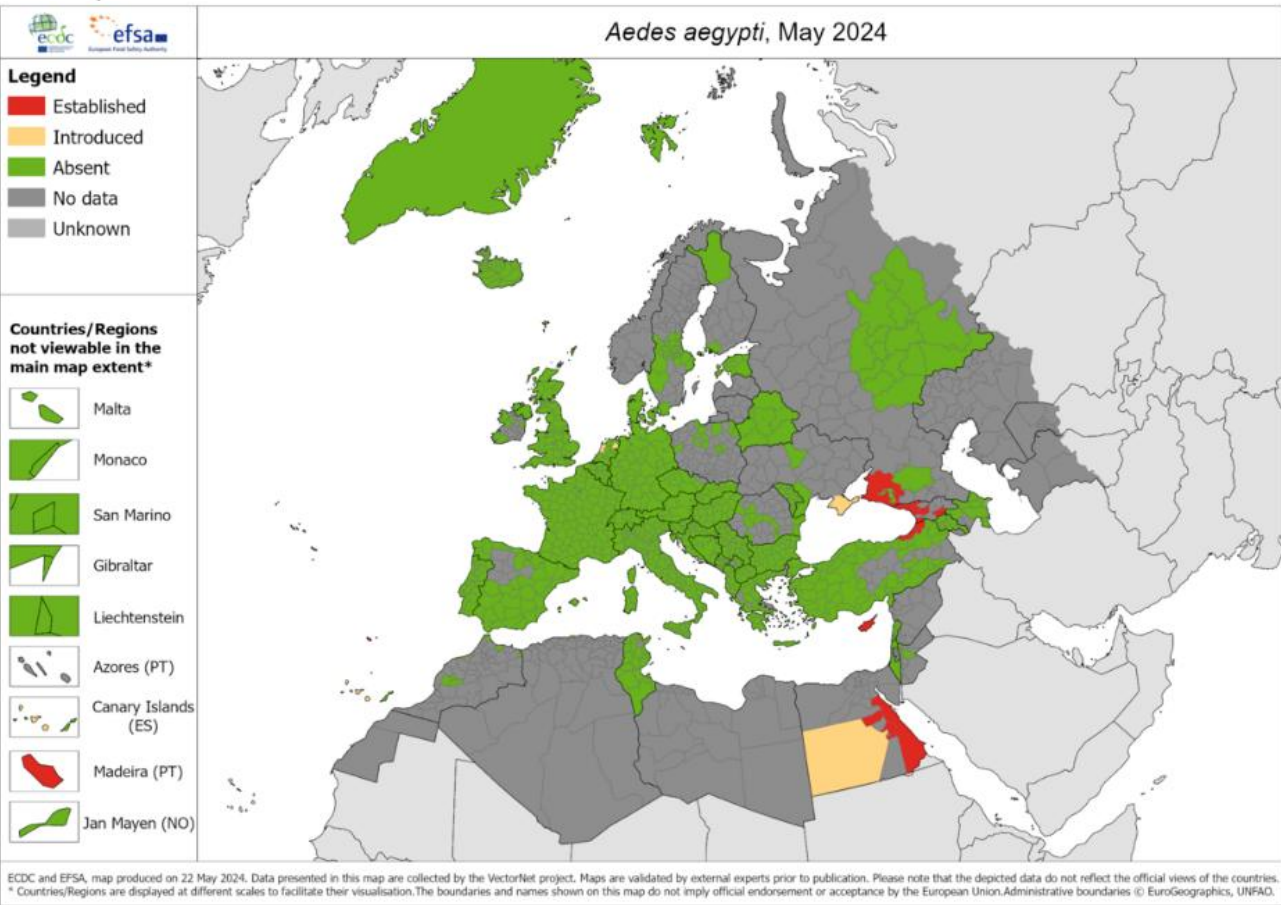 ecdc
efsa
European Food Safety Authority
Aedes aegypti, May 2024
Legend
Established
Introduced
Absent
No data
Unknown
Countries/Regions
not viewable in the
main map extent*
Malta
Monaco
San Marino
Gibraltar
Liechtenstein
Azores (PT)
Canary Islands
(ES)
Madeira (PT)
Jan Mayen (NO)
ECDC and EFSA, map produced on 22 May 2024. Data presented in this map are collected by the VectorNet project. Maps are validated by external experts prior to publication. Please note that the depicted data do not reflect the official views of the countries.
* Countries/Regions are displayed at different scales to facilitate their visualisation.The boundaries and names shown on this map do not imply official endorsement or acceptance by the European Union.Administrative boundaries © EuroGeographics, UNFAO.